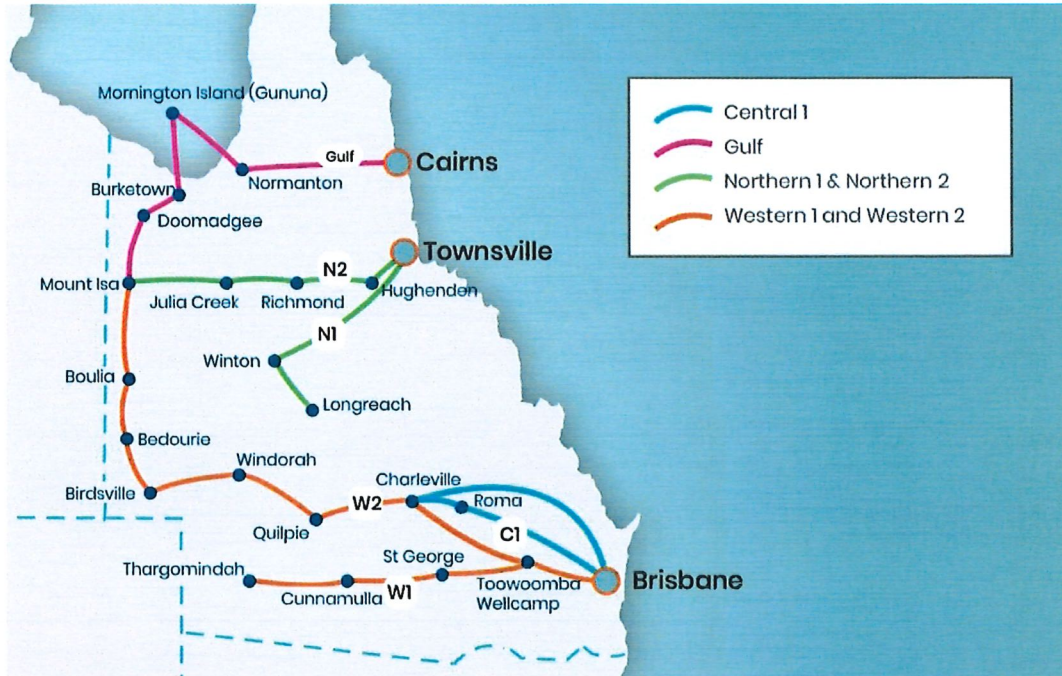 Mornington Island (Gununa)
Central 1
Gulf
Northern 1 & Northern 2
Western 1 and Western 2
Gulf
Cairns
Normanton
Burketown
Doomadgee
Townsville
Mount Isa
N2
Julia Creek
Richmond
Hughenden
N1
Winton
Boulia
Longreach
Bedourie
Windorah
Charleville
Birdsville
W2
Roma
Quilpie
C1
St George
Thargomindah
Toowoomba
Wellcamp
Brisbane
Cunnamulla
W1